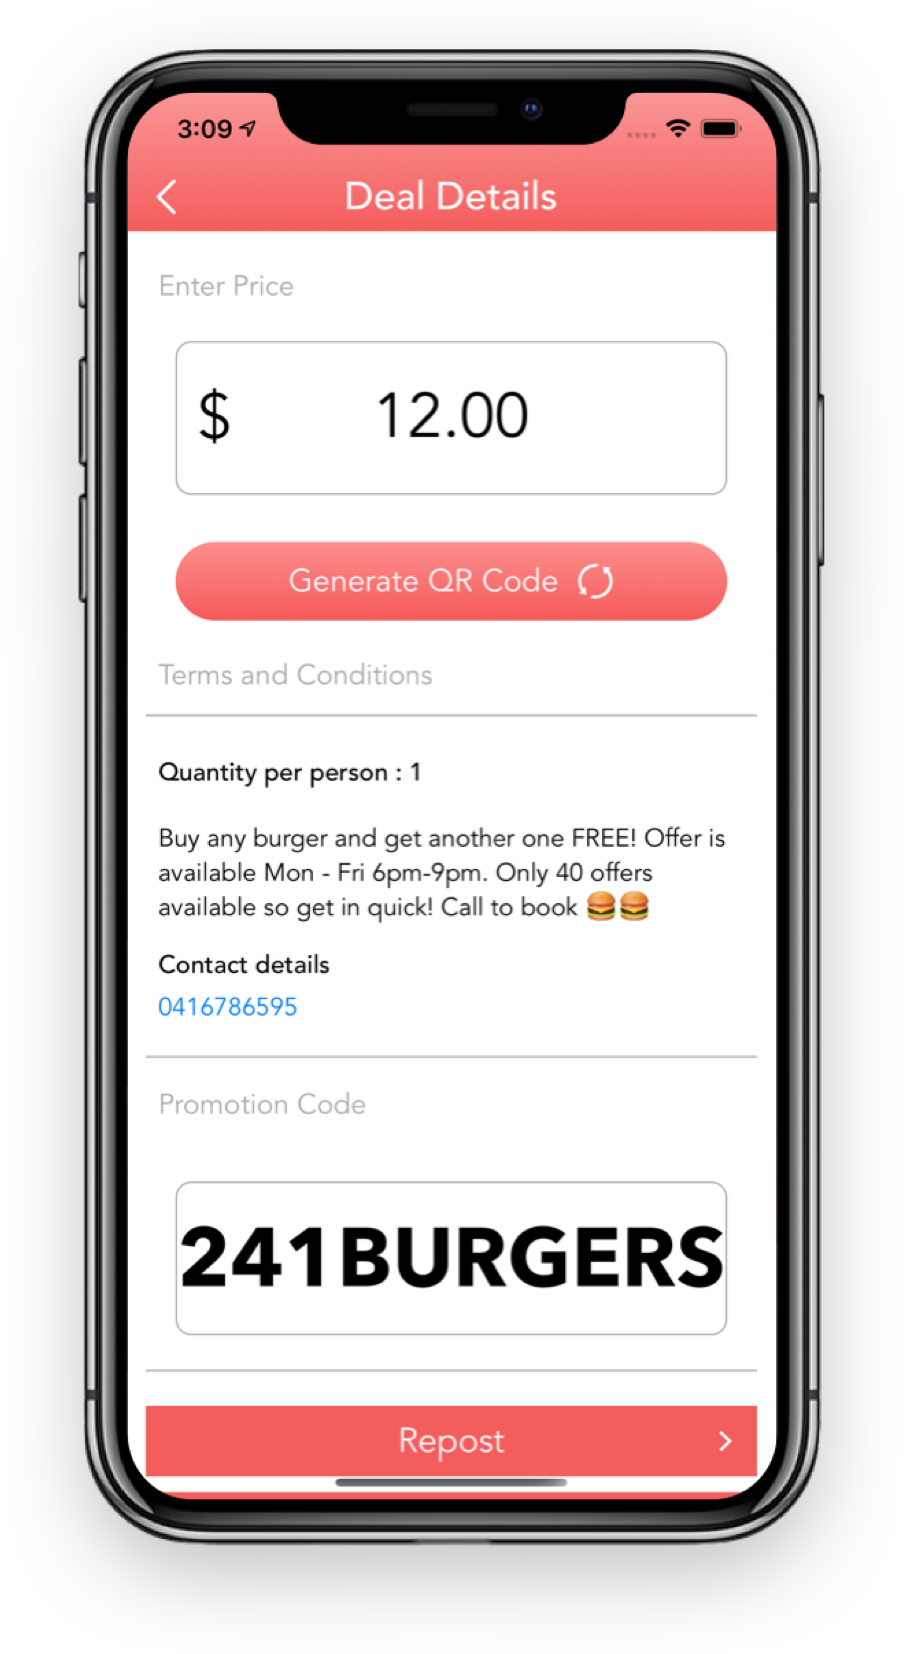 3:09
Deal Details
Enter Price
$ 12.00
Generate QR Code
Terms and Conditions
Quantity per person : 1
Buy any burger and get another one FREE! Offer is
available Mon - Fri 6pm-9pm. Only 40 offers
available so get in quick! Call to book 🍔🍔
Contact details
0416786595
Promotion Code
241BURGERS
Repost